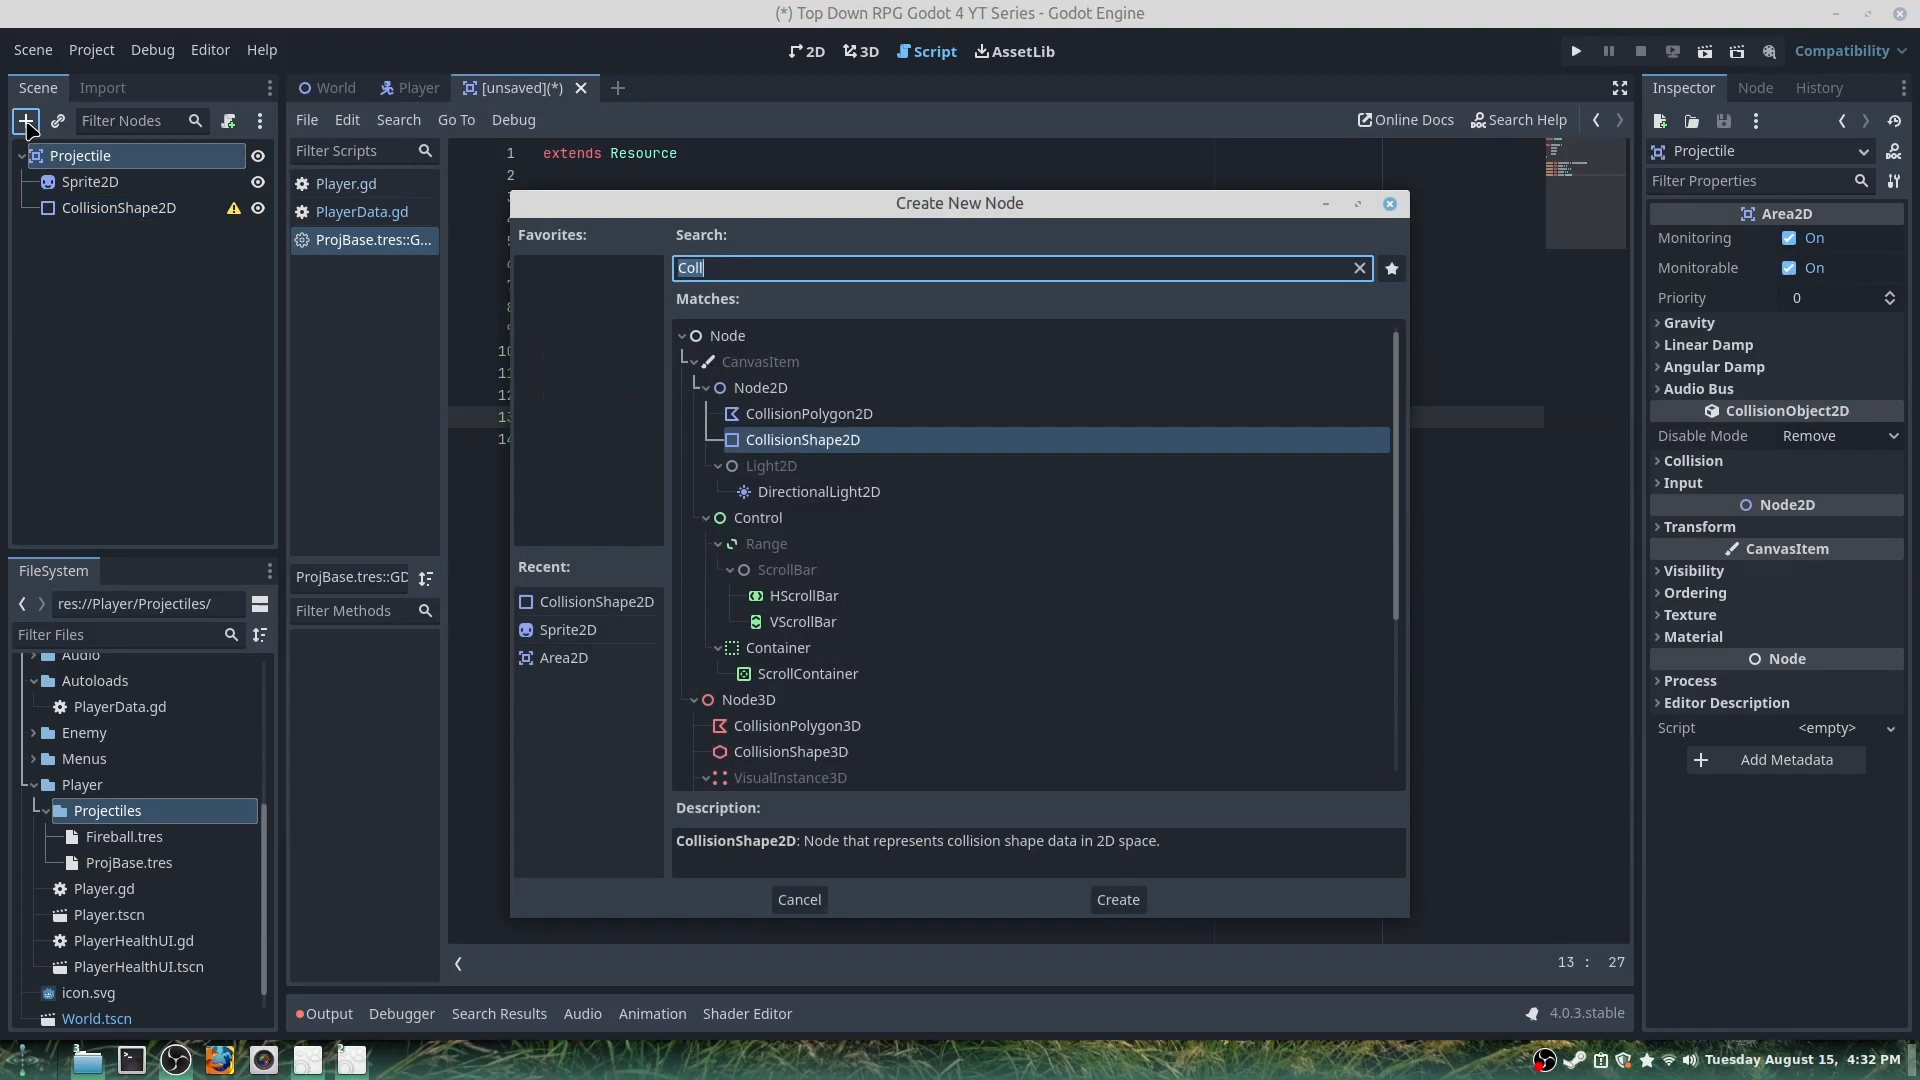 (*) Top Down RPG Godot 4 YT Series - Godot Engine
Scene Project Debug Editor Help
2D 3D Script AssetLib
Compatibility
Scene Import
World Player [unsaved](*)
Inspector Node History
Filter Nodes
File Edit Search Go To Debug
Online Docs Search Help
Projectile
Sprite2D
CollisionShape2D
Filter Scripts
Player.gd
PlayerData.gd
ProjBase.tres::G...
ProjBase.tres::GD
Filter Methods
1 extends Resource
2
10
11
12
13
14
Create New Node
Favorites:
Search:
Coll
Matches:
Node
CanvasItem
Node2D
CollisionPolygon2D
CollisionShape2D
Light2D
DirectionalLight2D
Control
Range
ScrollBar
HScrollBar
VScrollBar
Container
ScrollContainer
Node3D
CollisionPolygon3D
CollisionShape3D
VisualInstance3D
Recent:
CollisionShape2D
Sprite2D
Area2D
Description:
CollisionShape2D: Node that represents collision shape data in 2D space.
Cancel Create
Projectile
Filter Properties
Area2D
Monitoring On
Monitorable On
Priority 0
Gravity
Linear Damp
Angular Damp
Audio Bus
CollisionObject2D
Disable Mode Remove
Collision
Input
Node2D
Transform
CanvasItem
Visibility
Ordering
Texture
Material
Node
Process
Editor Description
Script <empty>
Add Metadata
FileSystem
res://Player/Projectiles/
Filter Files
Audio
Autoloads
PlayerData.gd
Enemy
Menus
Player
Projectiles
Fireball.tres
ProjBase.tres
Player.gd
Player.tscn
PlayerHealthUI.gd
PlayerHealthUI.tscn
icon.svg
World.tscn
13 : 27
Output Debugger Search Results Audio Animation Shader Editor
4.0.3.stable
Tuesday August 15, 4:32 PM